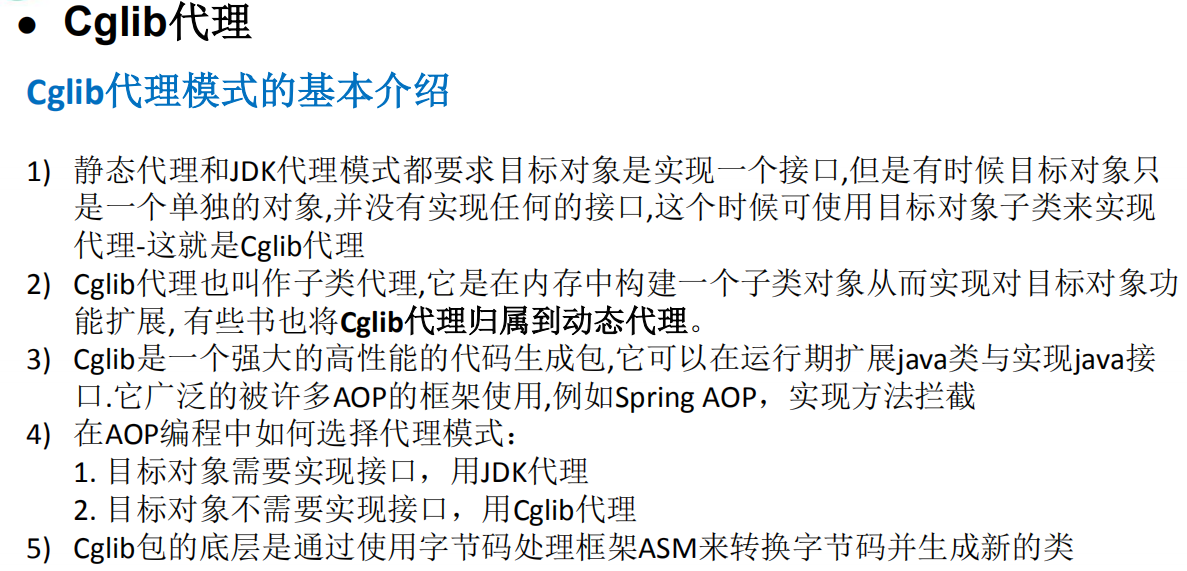 ● Cglib代理
Cglib代理模式的基本介绍
1) 静态代理和JDK代理模式都要求目标对象是实现一个接口,但是有时候目标对象只
是一个单独的对象,并没有实现任何的接口,这个时候可使用目标对象子类来实现
代理-这就是Cglib代理
2) Cglib代理也叫作子类代理,它是在内存中构建一个子类对象从而实现对目标对象功
能扩展, 有些书也将Cglib代理归属到动态代理。
3) Cglib是一个强大的高性能的代码生成包,它可以在运行期扩展java类与实现java接
口.它广泛的被许多AOP的框架使用,例如Spring AOP，实现方法拦截
4) 在AOP编程中如何选择代理模式：
1. 目标对象需要实现接口，用JDK代理
2. 目标对象不需要实现接口，用Cglib代理
5) Cglib包的底层是通过使用字节码处理框架ASM来转换字节码并生成新的类